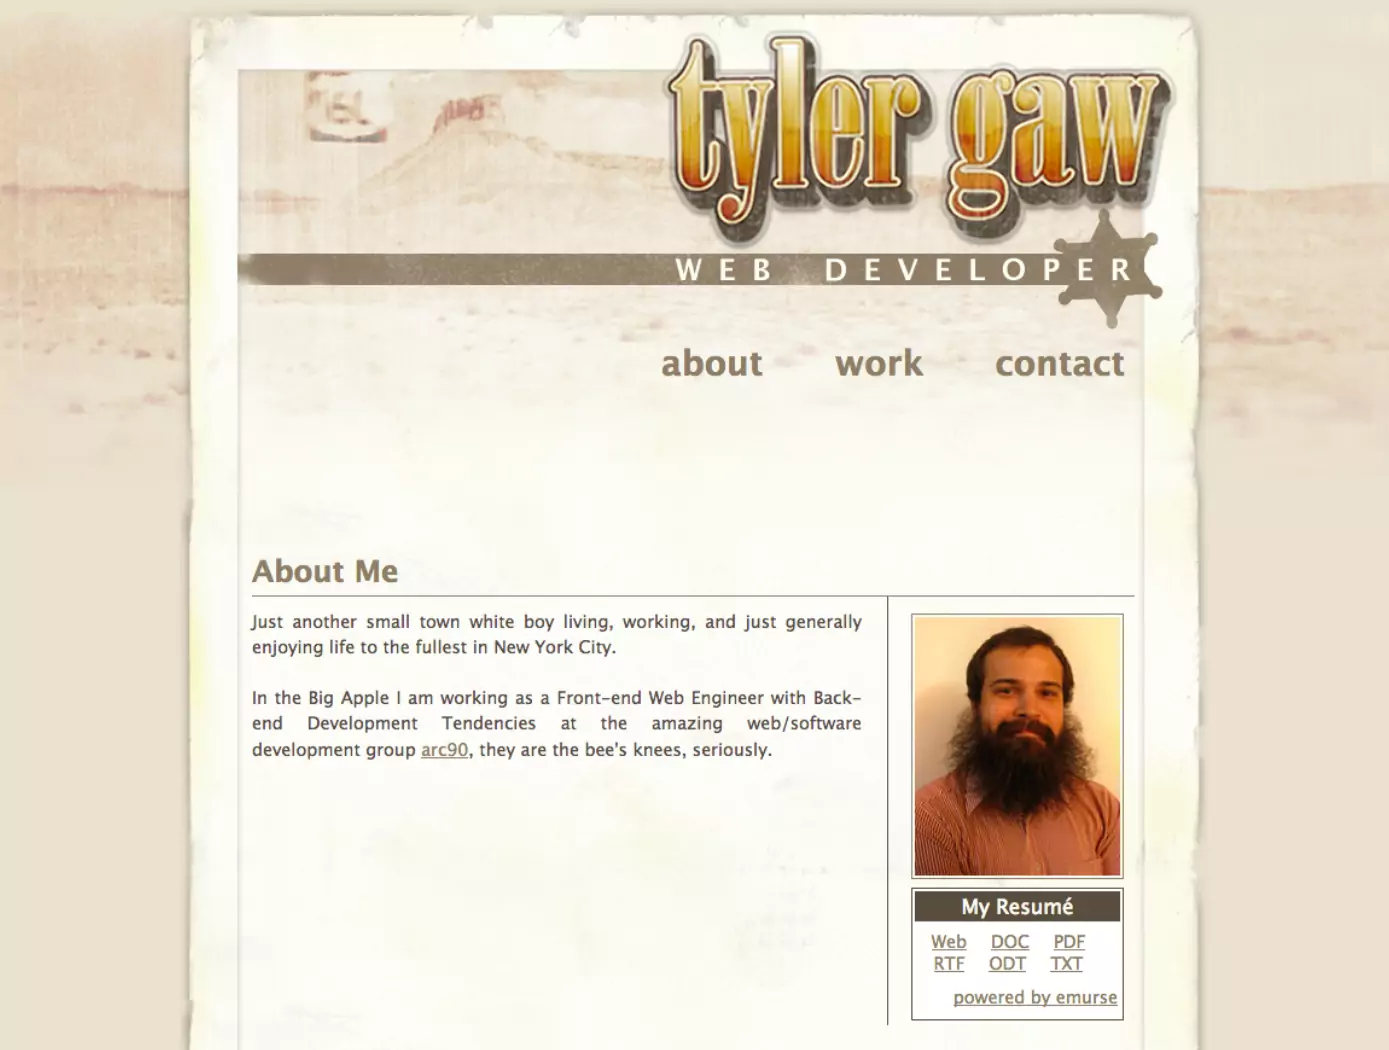 tyler gaw
WEB DEVELOPER
about work contact
About Me
Just another small town white boy living, working, and just generally
enjoying life to the fullest in New York City.
In the Big Apple I am working as a Front-end Web Engineer with Back-
end Development Tendencies at the amazing web/software
development group arc90, they are the bee's knees, seriously.
My Resumé
Web DOC PDF
RTF ODT TXT
powered by emurse